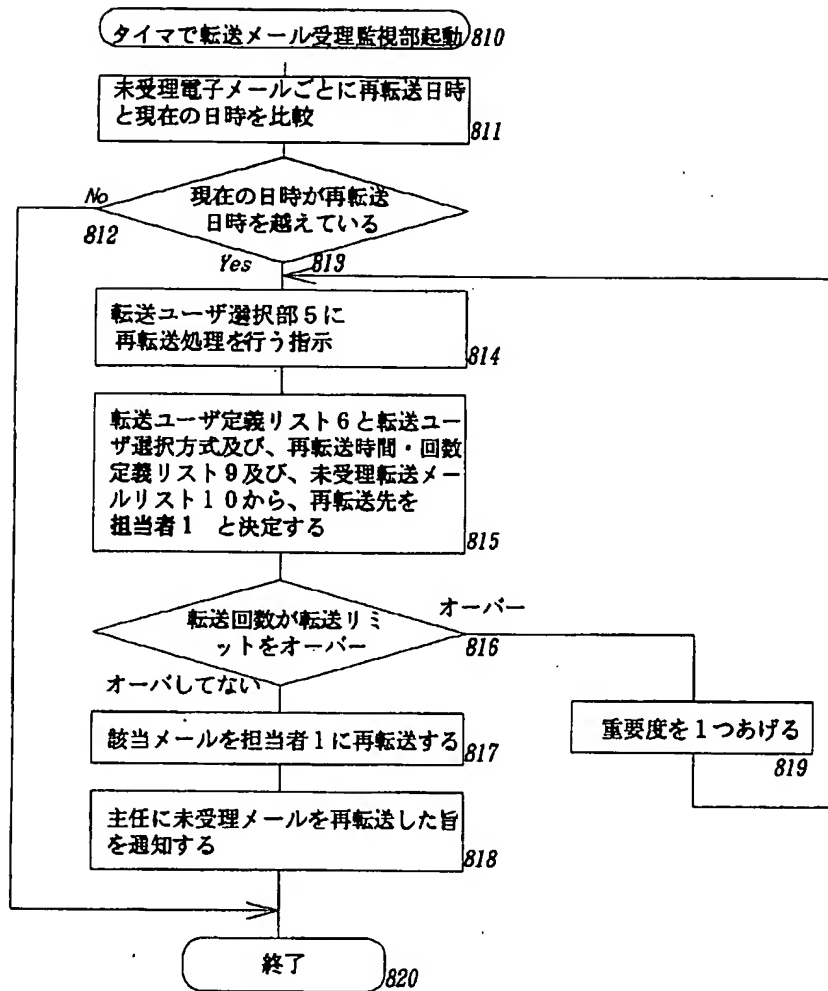 タイマで転送メール受理監視部起動
810
未受理電子メールごとに再転送日時
と現在の日時を比較
811
No
現在の日時が再転送
日時を越えている
812
Yes
813
転送ユーザ選択部5に
再転送処理を行う指示
814
転送ユーザ定義リスト6と転送ユー
ザ選択方式及び、再転送時間・回数
定義リスト9及び、未受理転送メー
ルリスト10から、再転送先を
担当者1 と決定する
815
転送回数が転送リミ
ットをオーバー
オーバー
816
オーバしてない
該当メールを担当者1に再転送する
817
重要度を1つあげる
819
主任に未受理メールを再転送した旨
を通知する
818
終了
820